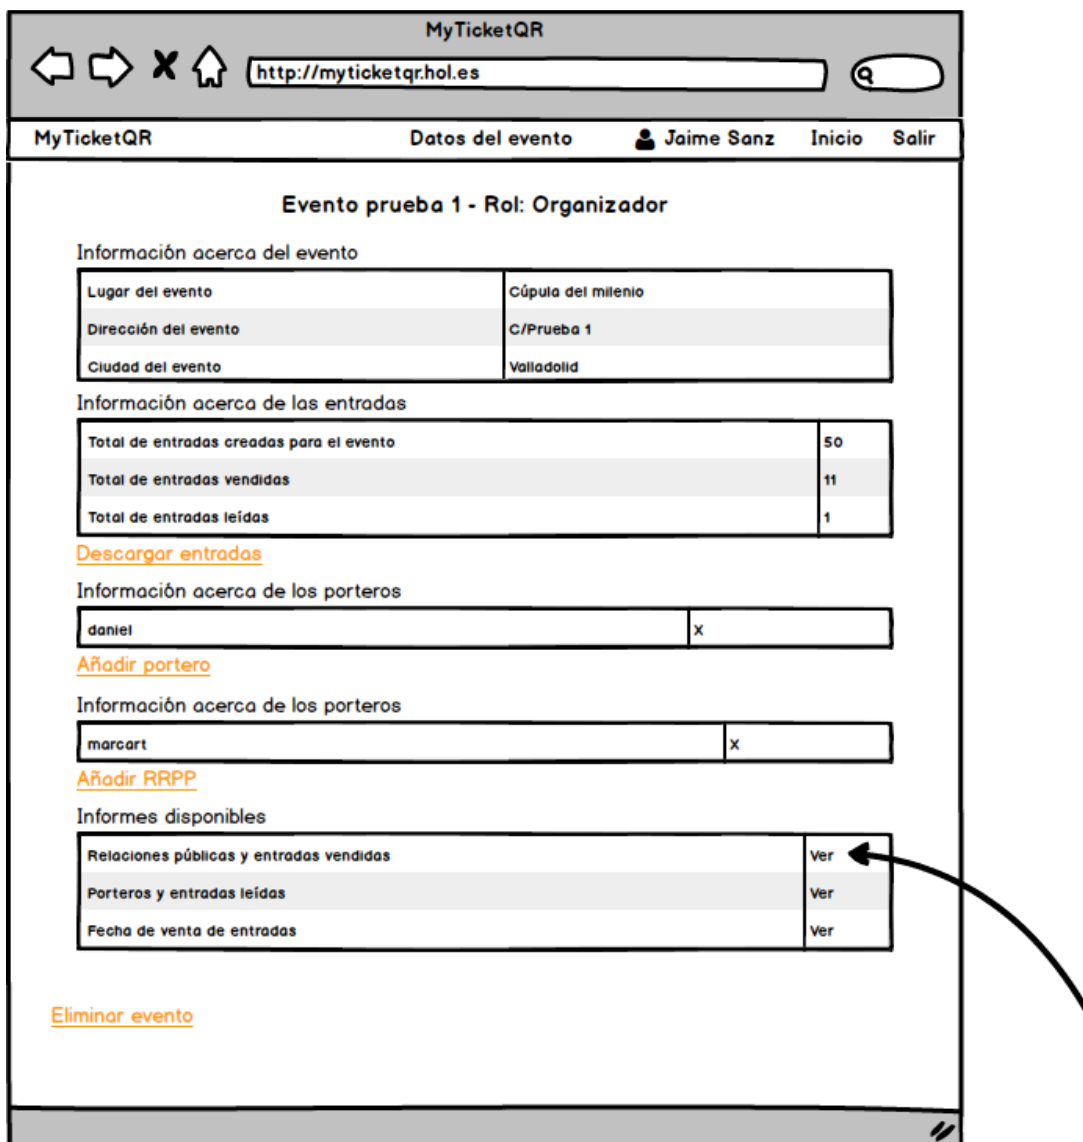 MyTicketQR
http://myticketqr.hol.es
MyTicketQR Datos del evento Jaime Sanz Inicio Salir
Evento prueba 1 - Rol: Organizador
Información acerca del evento
Lugar del evento Cúpula del milenio
Dirección del evento C/Prueba 1
Ciudad del evento Valladolid
Información acerca de las entradas
Total de entradas creadas para el evento 50
Total de entradas vendidas 11
Total de entradas leídas 1
Descargar entradas
Información acerca de los porteros
daniel X
Añadir portero
Información acerca de los porteros
marcart X
Añadir RRPP
Informes disponibles
Relaciones públicas y entradas vendidas Ver
Porteros y entradas leídas Ver
Fecha de venta de entradas Ver
Eliminar evento